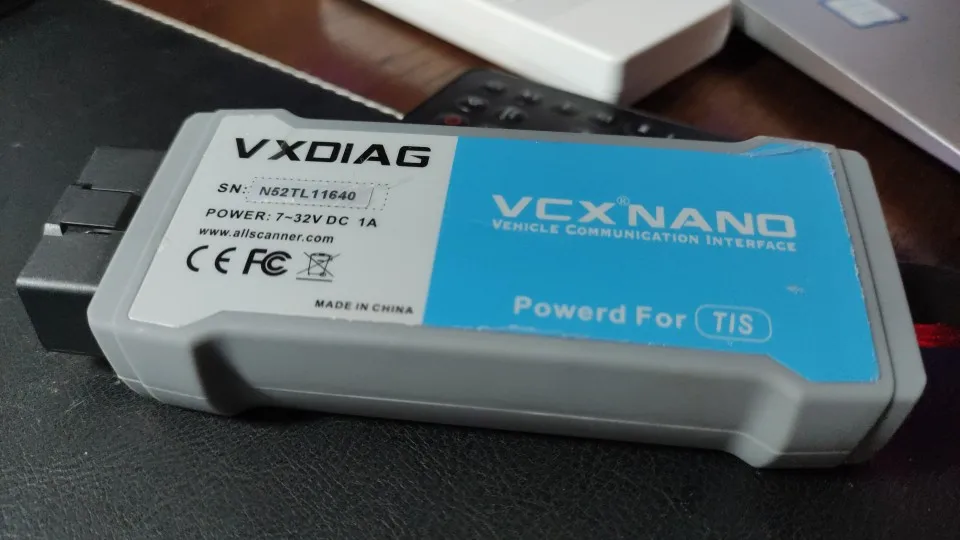 VXDIAG
SN: N52TL11640
POWER: 7~32V DC 1A
www.allscanner.com
CE FC
MADE IN CHINA
VCX®NANO
VEHICLE COMMUNICATION INTERFACE
Powerd For TIS